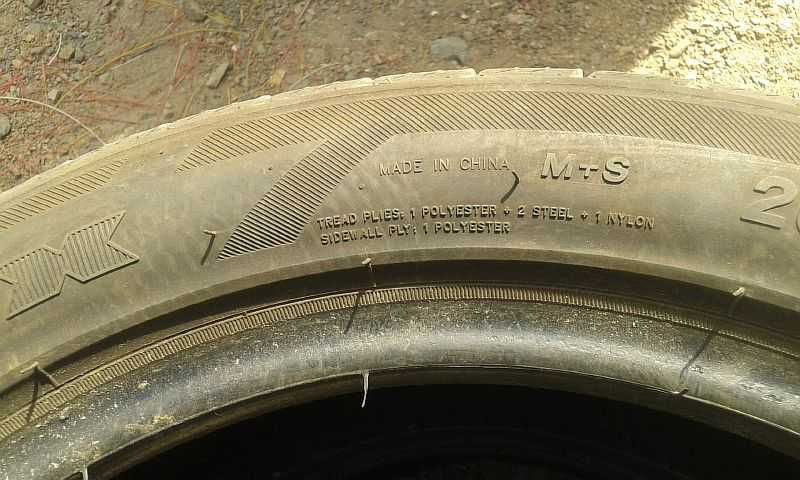 MADE IN CHINA M+S
TREAD PLIES: 1 POLYESTER + 2 STEEL + 1 NYLON
SIDEWALL PLY: 1 POLYESTER